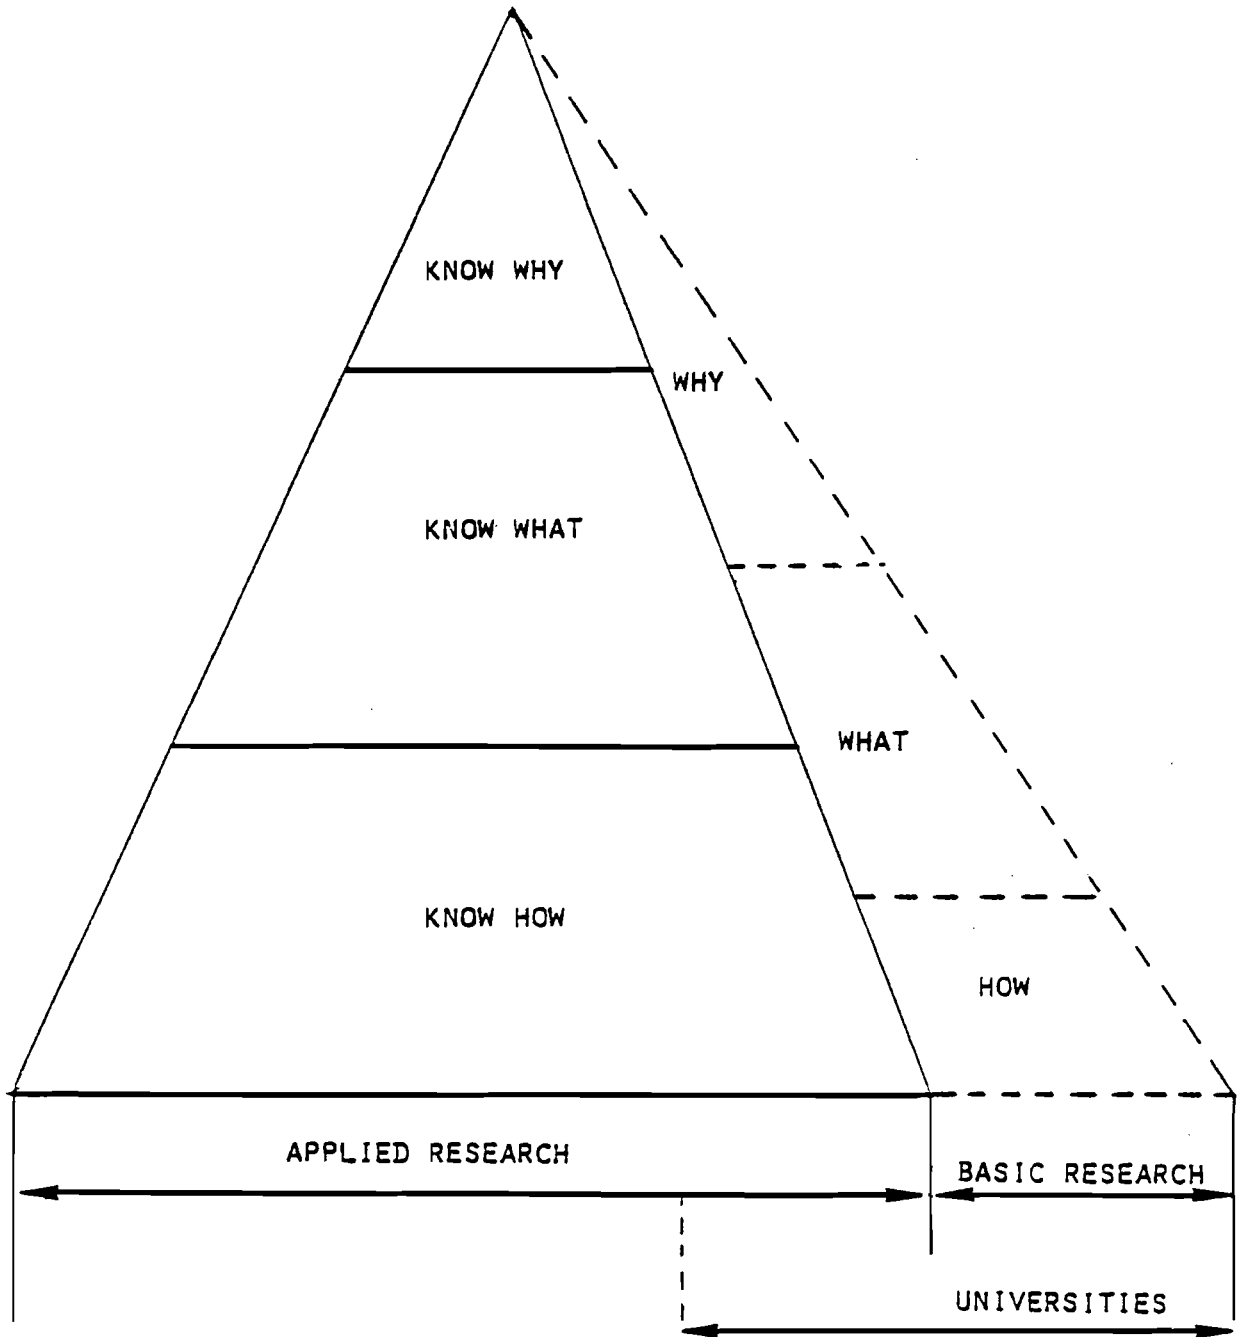 KNOW WHY
WHY
KNOW WHAT
WHAT
KNOW HOW
HOW
APPLIED RESEARCH
BASIC RESEARCH
UNIVERSITIES